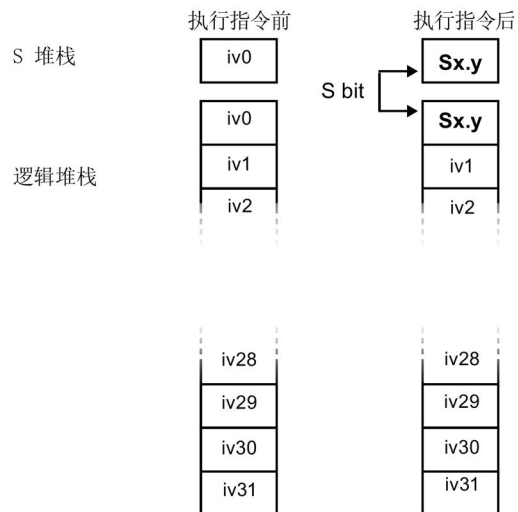 执行指令前 执行指令后
S 堆栈 iv0 Sx.y
S bit
iv0 Sx.y
逻辑堆栈 iv1 iv1
iv2 iv2
iv28 iv28
iv29 iv29
iv30 iv30
iv31 iv31